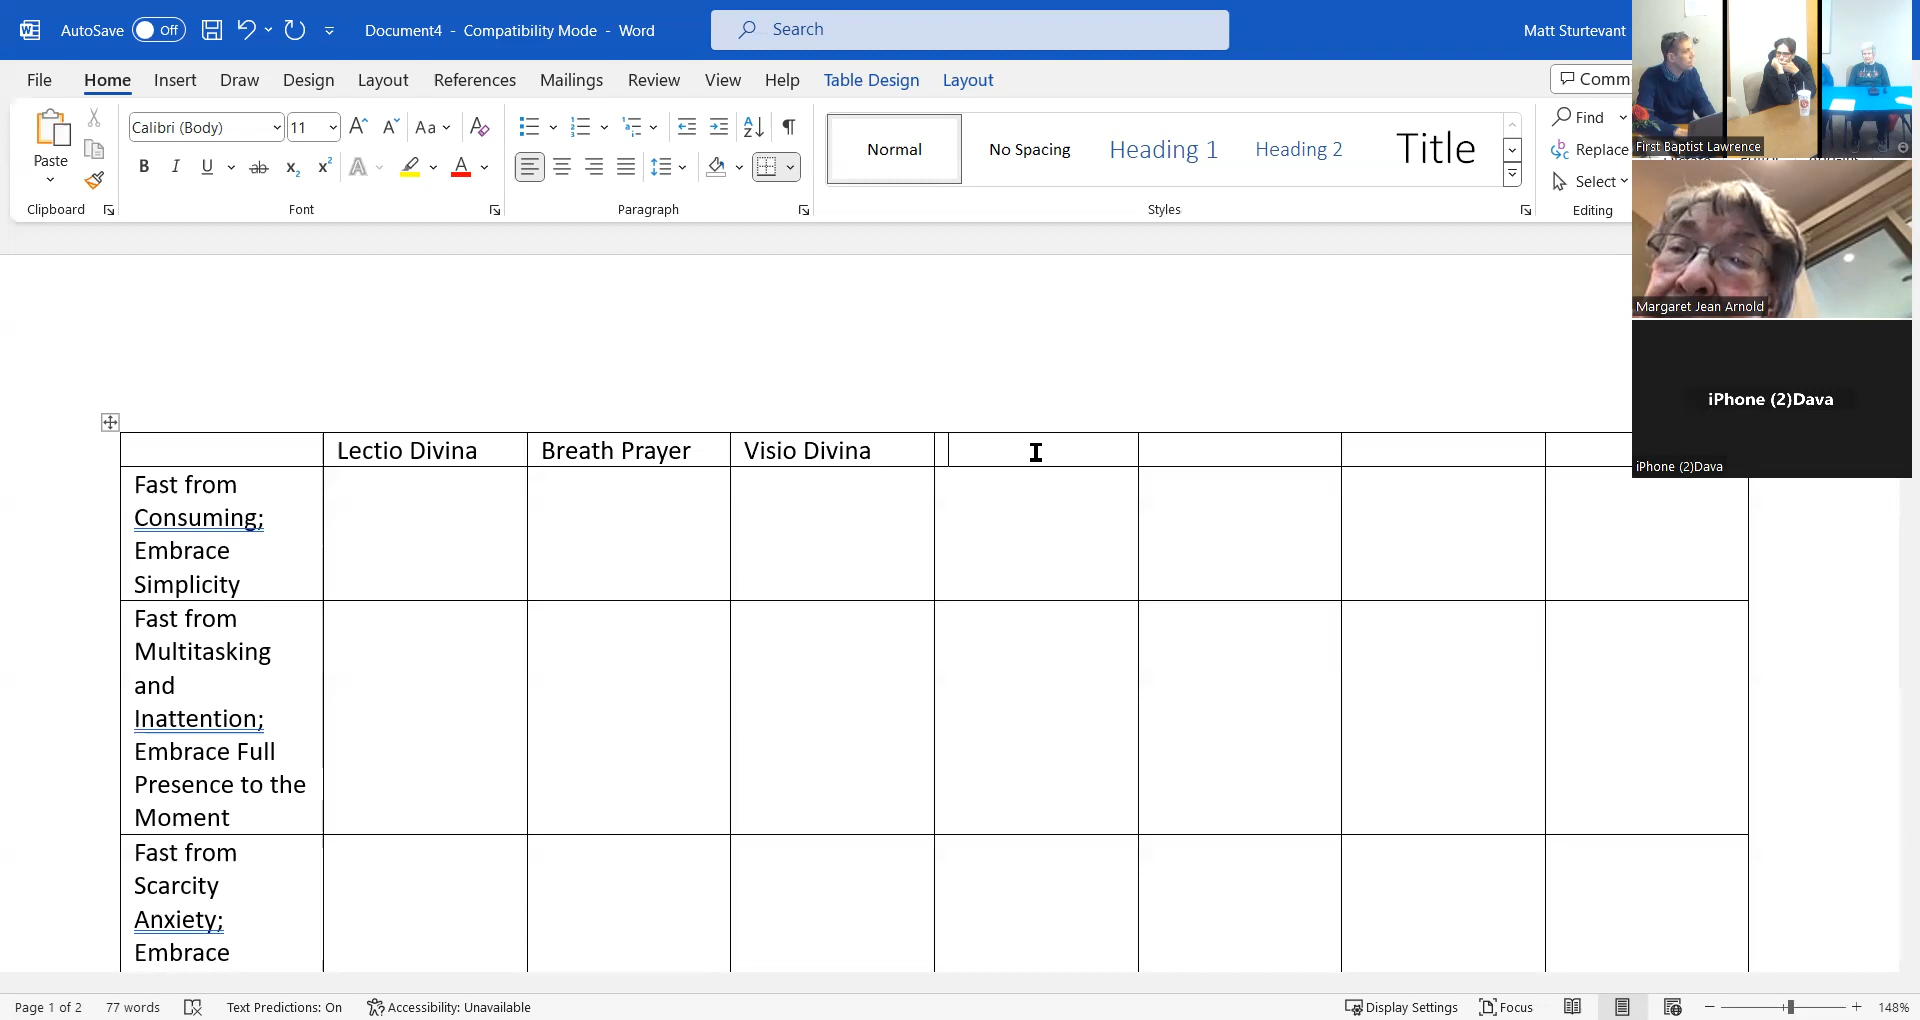 AutoSave Off Document4 - Compatibility Mode - Word Search Matt Sturtevant
File Home Insert Draw Design Layout References Mailings Review View Help Table Design Layout Comm
Paste
Clipboard
Calibri (Body) 11
Aa
B I U ab x2 x2 A A
Font
Paragraph
Normal No Spacing Heading 1 Heading 2 Title
Styles
Find
Replace
Select
Editing
First Baptist Lawrence
Margaret Jean Arnold
iPhone (2)Dava
iPhone (2)Dava
Lectio Divina Breath Prayer Visio Divina
Fast from
Consuming;
Embrace
Simplicity
Fast from
Multitasking
and
Inattention;
Embrace Full
Presence to the
Moment
Fast from
Scarcity
Anxiety;
Embrace
Page 1 of 2 77 words Text Predictions: On Accessibility: Unavailable Display Settings Focus 148%